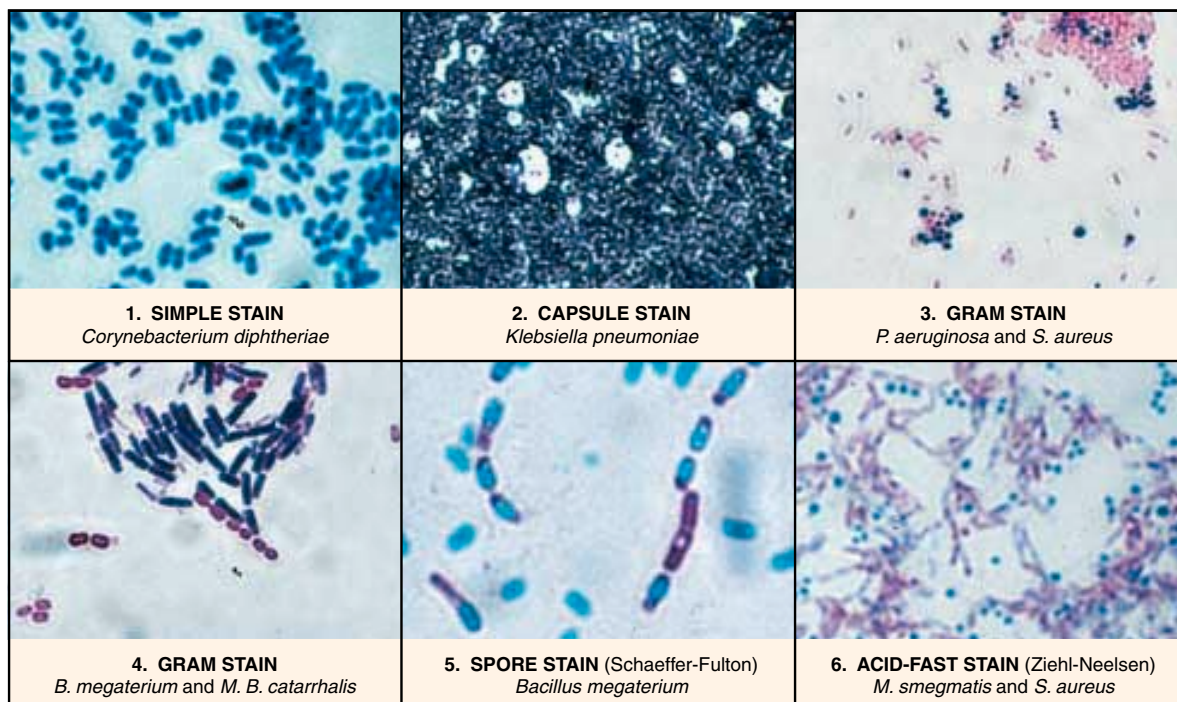 1. SIMPLE STAIN
Corynebacterium diphtheriae
2. CAPSULE STAIN
Klebsiella pneumoniae
3. GRAM STAIN
P. aeruginosa and S. aureus
4. GRAM STAIN
B. megaterium and M. B. catarrhalis
5. SPORE STAIN (Schaeffer-Fulton)
Bacillus megaterium
6. ACID-FAST STAIN (Ziehl-Neelsen)
M. smegmatis and S. aureus